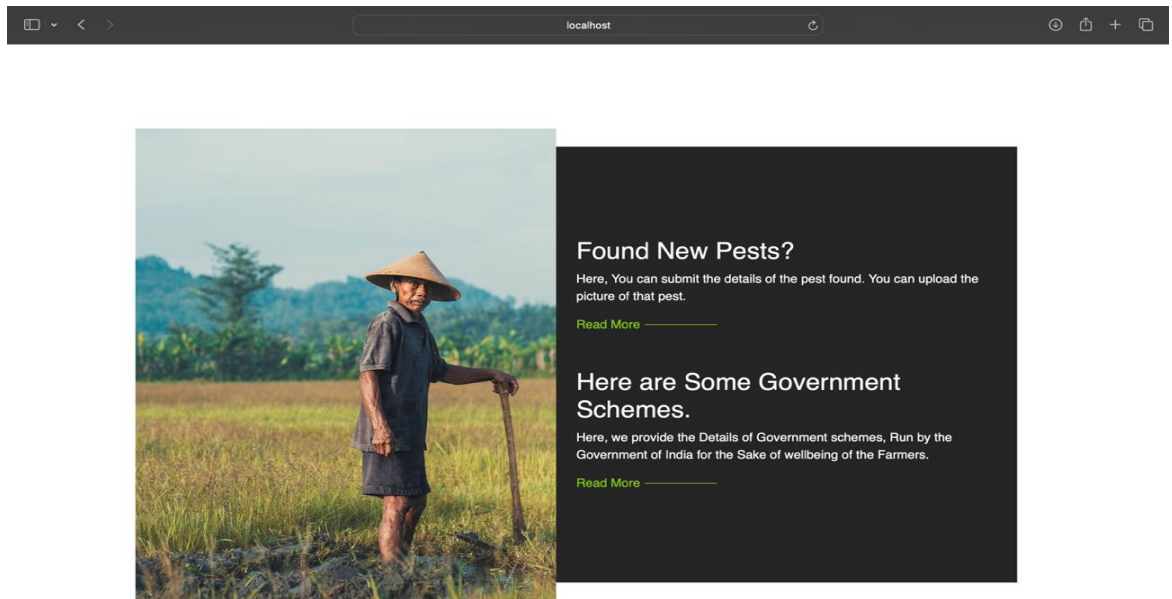 localhost
Found New Pests?
Here, You can submit the details of the pest found. You can upload the
picture of that pest.
Read More
Here are Some Government
Schemes.
Here, we provide the Details of Government schemes, Run by the
Government of India for the Sake of wellbeing of the Farmers.
Read More